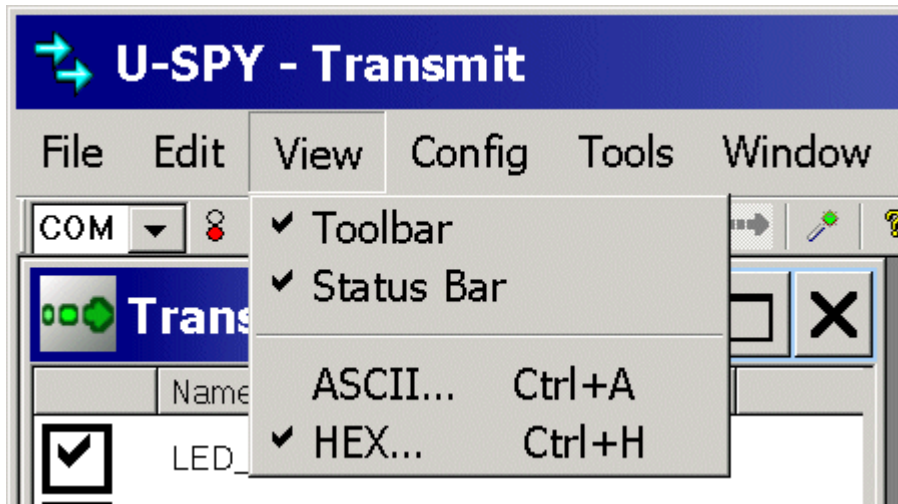 U-SPY - Transmit
File Edit View Config Tools Window
COM
Toolbar
Status Bar
ASCII... Ctrl+A
HEX... Ctrl+H
Trans
Name
LED_